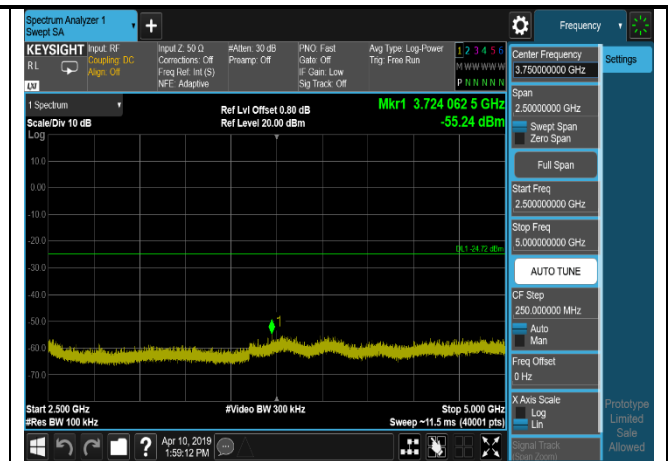 Spectrum Analyzer 1
Swept SA
Frequency
KEYSIGHT
RL
LXI
Input: RF
Coupling: DC
Align: Off
Input Z: 50 Ω
Corrections: Off
Freq Ref: Int (S)
NFE: Adaptive
#Atten: 30 dB
Preamp: Off
PNO: Fast
Gate: Off
IF Gain: Low
Sig Track: Off
Avg Type: Log-Power
Trig: Free Run
1 2 3 4 5 6
M W W W W W
P N N N N N
1 Spectrum
Scale/Div 10 dB
Log
Ref Lvl Offset 0.80 dB
Ref Level 20.00 dBm
Mkr1 3.724 062 5 GHz
-55.24 dBm
10.0
0.00
-10.0
-20.0
DL1 -24.72 dBm
-30.0
-40.0
-50.0
1
-60.0
-70.0
Start 2.500 GHz
#Res BW 100 kHz
#Video BW 300 kHz
Stop 5.000 GHz
Sweep ~11.5 ms (40001 pts)
Apr 10, 2019
1:59:12 PM
Center Frequency
3.750000000 GHz
Span
2.50000000 GHz
Swept Span
Zero Span
Full Span
Start Freq
2.500000000 GHz
Stop Freq
5.000000000 GHz
AUTO TUNE
CF Step
250.000000 MHz
Auto
Man
Freq Offset
0 Hz
X Axis Scale
Log
Lin
Signal Track
(Span Zoom)
Settings
Prototype
Limited
Sale
Allowed